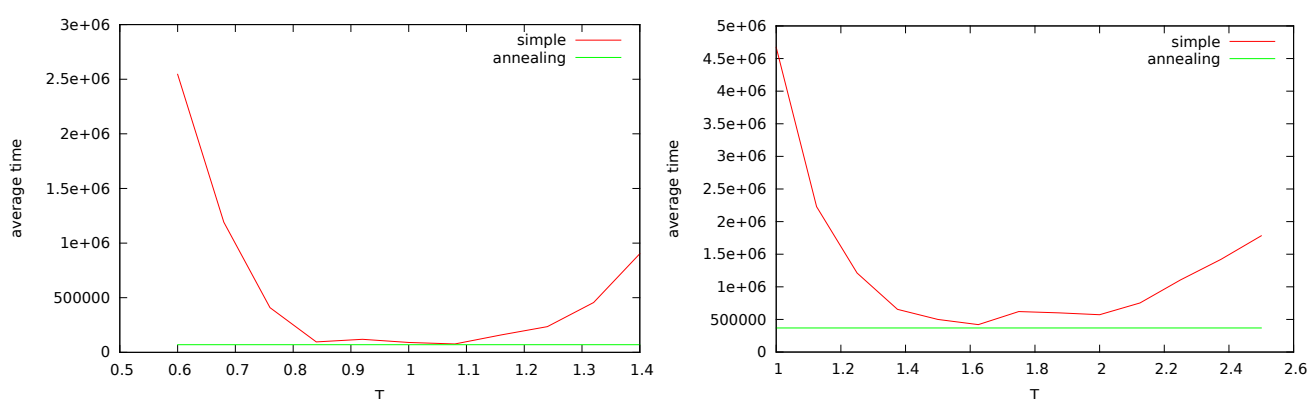 3e+06
2.5e+06
2e+06
1.5e+06
1e+06
500000
0
0.5 0.6 0.7 0.8 0.9 1 1.1 1.2 1.3 1.4
average time
T
simple
annealing
5e+06
4.5e+06
4e+06
3.5e+06
3e+06
2.5e+06
2e+06
1.5e+06
1e+06
500000
0
1 1.2 1.4 1.6 1.8 2 2.2 2.4 2.6
average time
T
simple
annealing